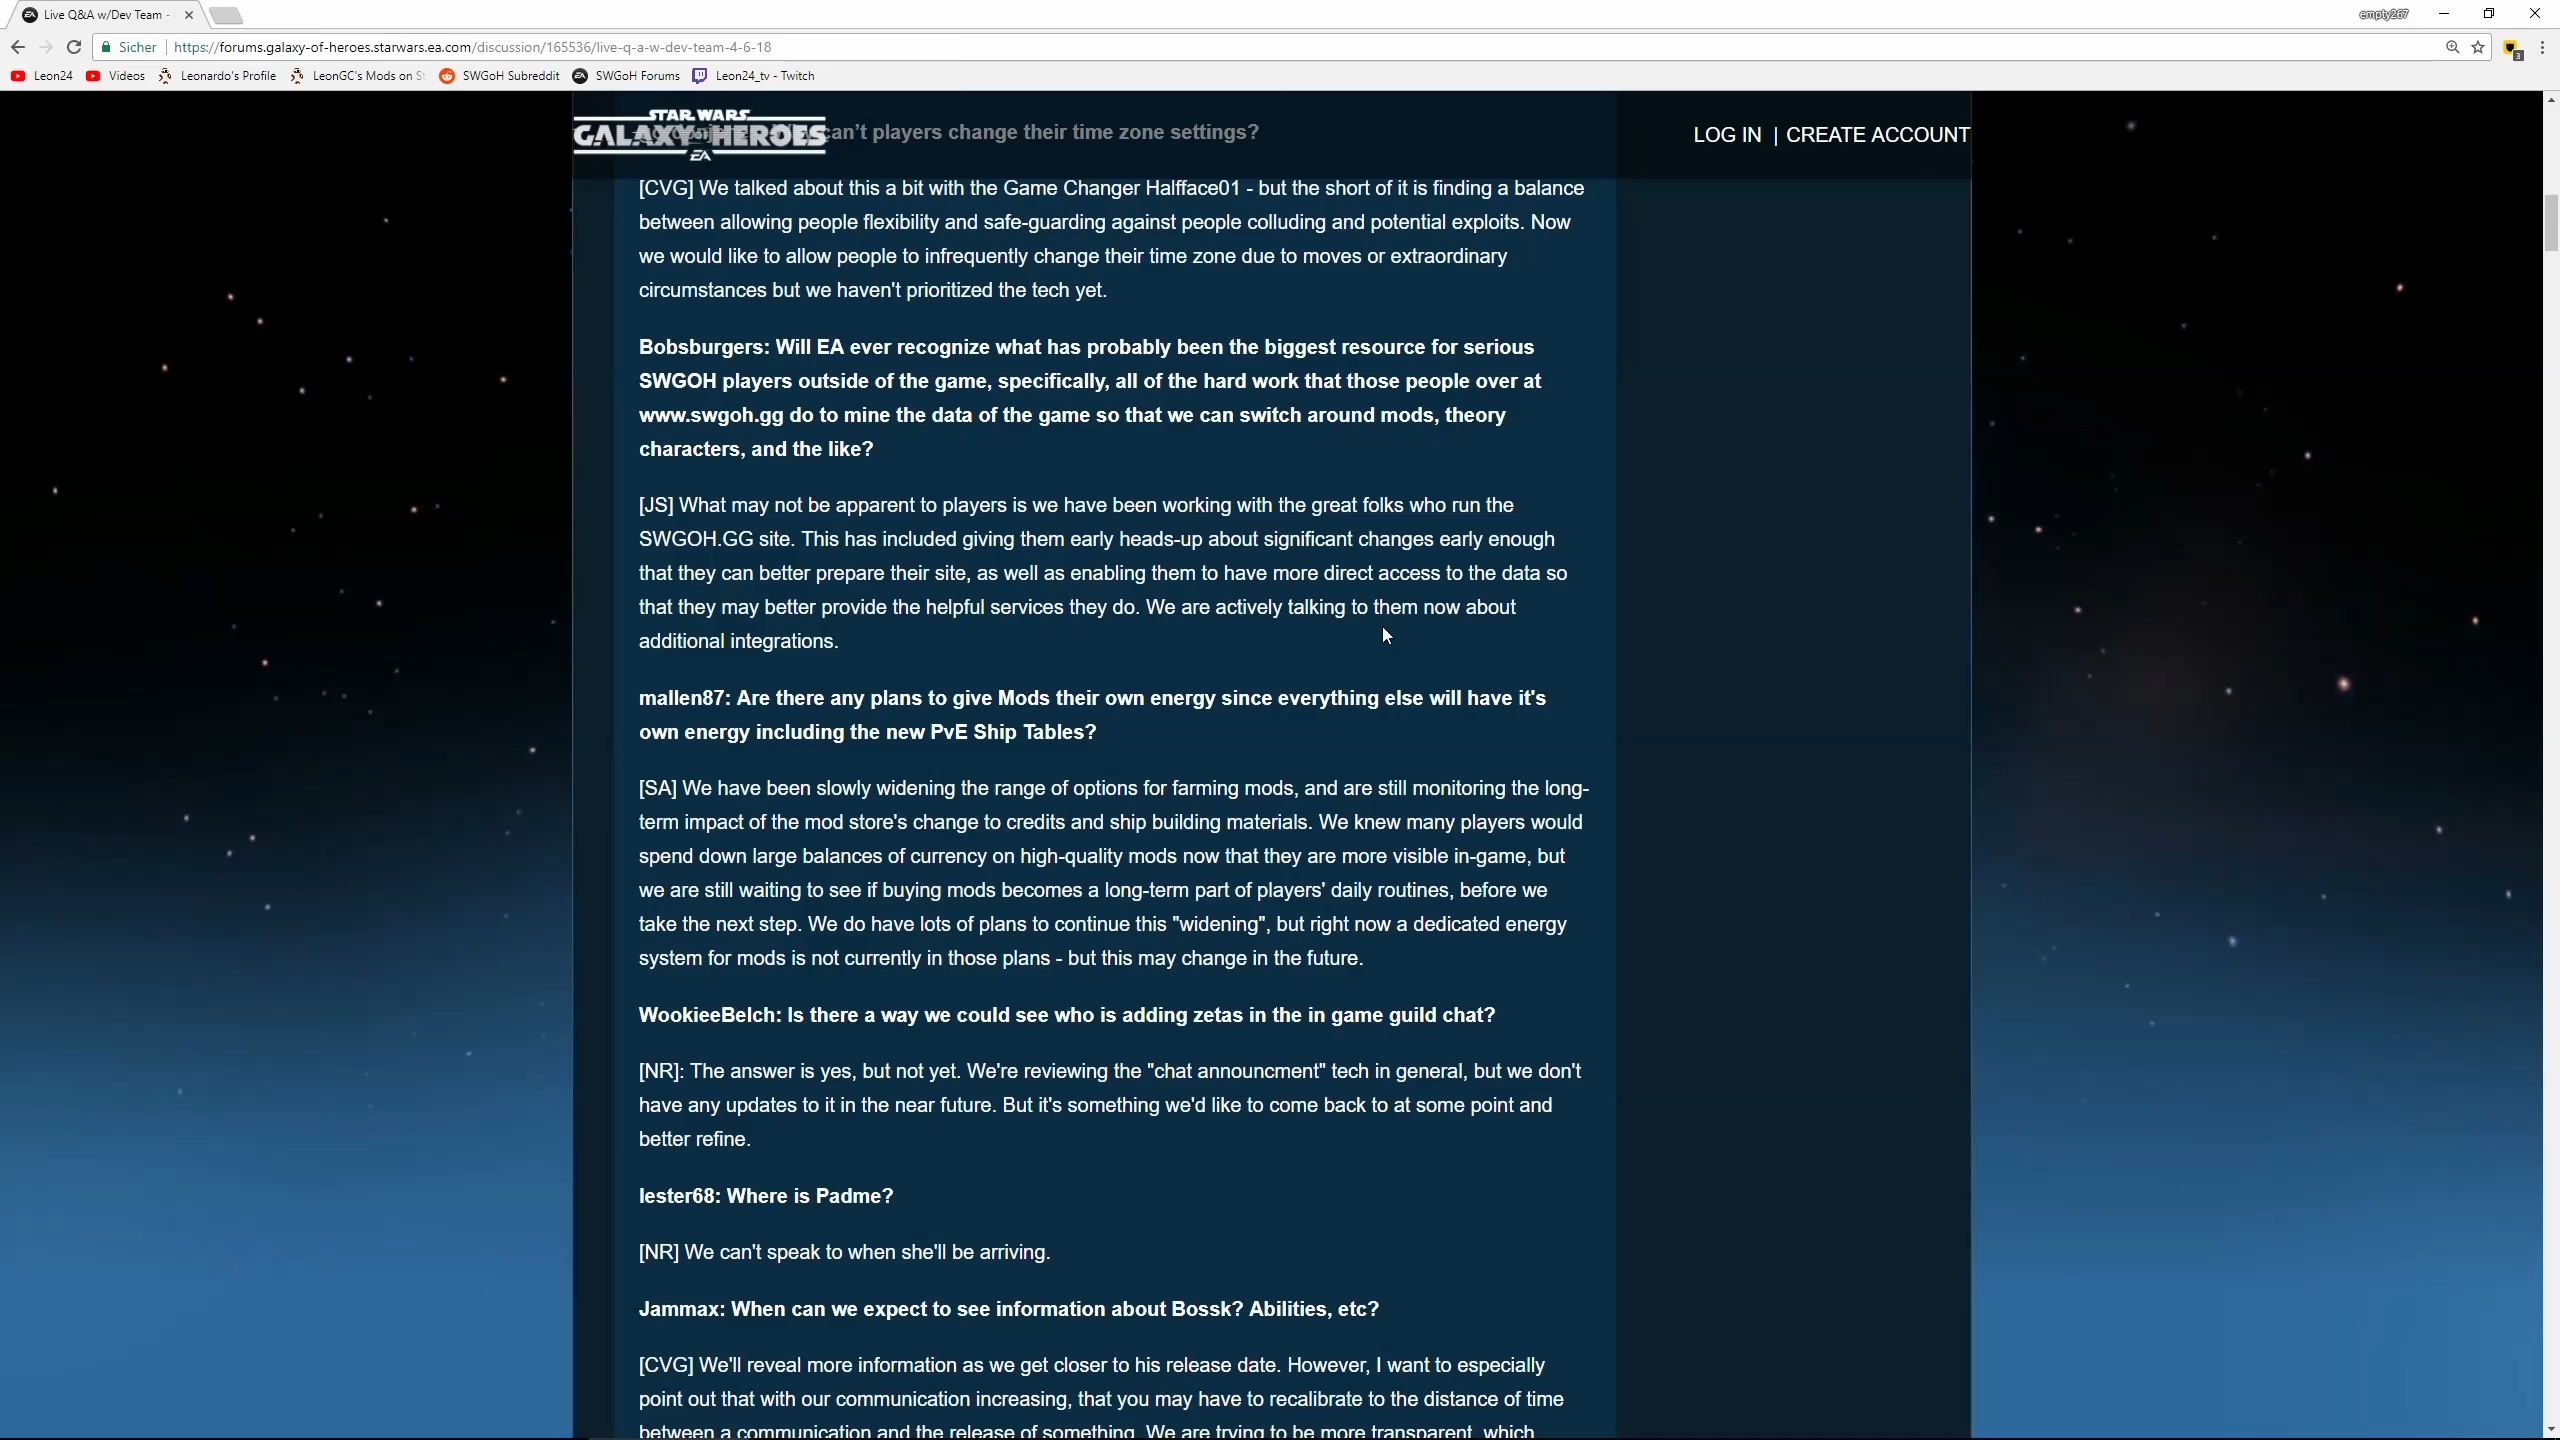 Live Q&A w/Dev Team -
empty267
Sicher
https://forums.galaxy-of-heroes.starwars.ea.com/discussion/165536/live-q-a-w-dev-team-4-6-18
3
Leon24
Videos
Leonardo's Profile
LeonGC's Mods on
SWGoH Subreddit
SWGoH Forums
Leon24_tv - Twitch
STAR WARS
GALAXY HEROES
EA
can't players change their time zone settings?
LOG IN | CREATE ACCOUNT
[CVG] We talked about this a bit with the Game Changer Halfface01 - but the short of it is finding a balance
between allowing people flexibility and safe-guarding against people colluding and potential exploits. Now
we would like to allow people to infrequently change their time zone due to moves or extraordinary
circumstances but we haven't prioritized the tech yet.
Bobsburgers: Will EA ever recognize what has probably been the biggest resource for serious
SWGOH players outside of the game, specifically, all of the hard work that those people over at
www.swgoh.gg do to mine the data of the game so that we can switch around mods, theory
characters, and the like?
[JS] What may not be apparent to players is we have been working with the great folks who run the
SWGOH.GG site. This has included giving them early heads-up about significant changes early enough
that they can better prepare their site, as well as enabling them to have more direct access to the data so
that they may better provide the helpful services they do. We are actively talking to them now about
additional integrations.
mallen87: Are there any plans to give Mods their own energy since everything else will have it's
own energy including the new PvE Ship Tables?
[SA] We have been slowly widening the range of options for farming mods, and are still monitoring the long-
term impact of the mod store's change to credits and ship building materials. We knew many players would
spend down large balances of currency on high-quality mods now that they are more visible in-game, but
we are still waiting to see if buying mods becomes a long-term part of players' daily routines, before we
take the next step. We do have lots of plans to continue this "widening", but right now a dedicated energy
system for mods is not currently in those plans - but this may change in the future.
WookieeBelch: Is there a way we could see who is adding zetas in the in game guild chat?
[NR]: The answer is yes, but not yet. We're reviewing the "chat announcment" tech in general, but we don't
have any updates to it in the near future. But it's something we'd like to come back to at some point and
better refine.
lester68: Where is Padme?
[NR] We can't speak to when she'll be arriving.
Jammax: When can we expect to see information about Bossk? Abilities, etc?
[CVG] We'll reveal more information as we get closer to his release date. However, I want to especially
point out that with our communication increasing, that you may have to recalibrate to the distance of time
between a communication and the release of something. We are trying to be more transparent, which